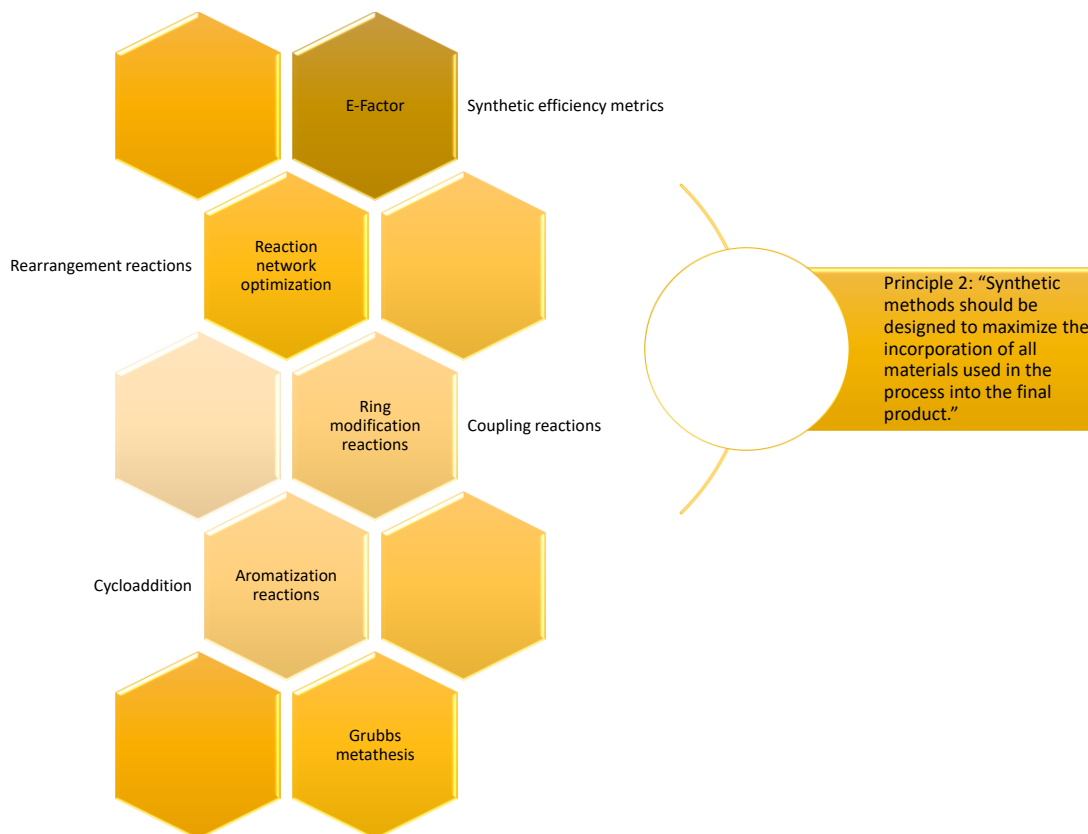 E-Factor
Synthetic efficiency metrics
Rearrangement reactions
Reaction
network
optimization
Principle 2: “Synthetic
methods should be
designed to maximize the
incorporation of all
materials used in the
process into the final
product.”
Ring
modification
reactions
Coupling reactions
Cycloaddition
Aromatization
reactions
Grubbs
metathesis